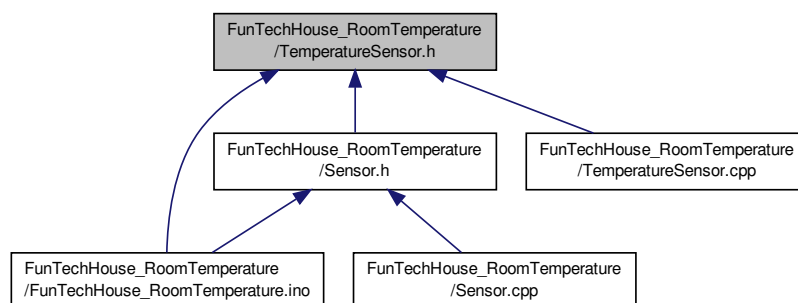 FunTechHouse_RoomTemperature
/TemperatureSensor.h
FunTechHouse_RoomTemperature
/Sensor.h
FunTechHouse_RoomTemperature
/TemperatureSensor.cpp
FunTechHouse_RoomTemperature
/FunTechHouse_RoomTemperature.ino
FunTechHouse_RoomTemperature
/Sensor.cpp